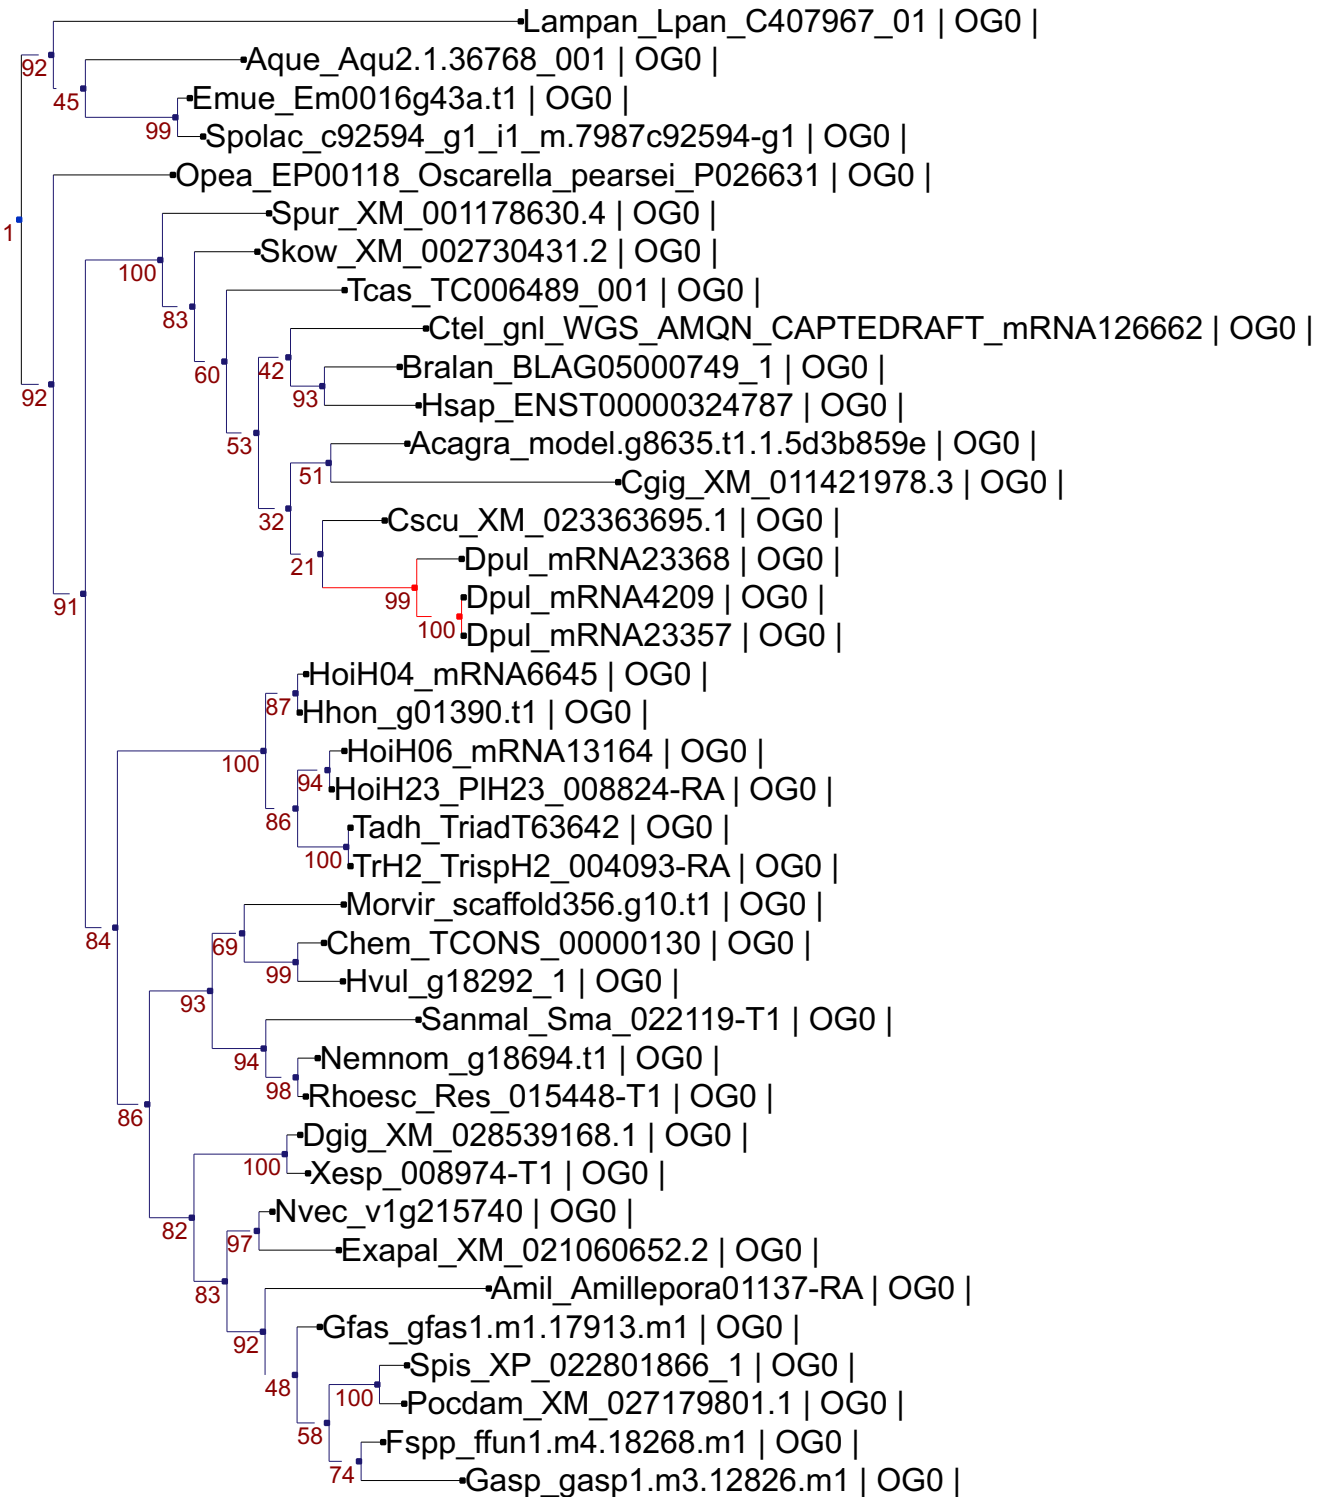 Lampan_Lpan_C407967_01 | OG0 |
92
Aque_Aqu2.1.36768_001 | OG0 |
45
Emue_Em0016g43a.t1 | OG0 |
99
Spolac_c92594_g1_i1_m.7987c92594-g1 | OG0 |
Opea_EP00118_Oscarella_pearsei_P026631 | OG0 |
Spur_XM_001178630.4 | OG0 |
1
Skow_XM_002730431.2 | OG0 |
100
Tcas_TC006489_001 | OG0 |
83
Ctel_gnl_WGS_AMQN_CAPTEDRAFT_mRNA126662 | OG0 |
Bralan_BLAG05000749_1 | OG0 |
60
42
92
93
Hsap_ENST00000324787 | OG0 |
Acagra_model.g8635.t1.1.5d3b859e | OG0 |
53
51
Cgig_XM_011421978.3 | OG0 |
32
Cscu_XM_023363695.1 | OG0 |
Dpul_mRNA23368 | OG0 |
21
99
Dpul_mRNA4209 | OG0 |
91
100
Dpul_mRNA23357 | OG0 |
HoiH04_mRNA6645 | OG0 |
87
Hhon_g01390.t1 | OG0 |
HoiH06_mRNA13164 | OG0 |
100
94
HoiH23_PlH23_008824-RA | OG0 |
86
Tadh_TriadT63642 | OG0 |
100
TrH2_TrispH2_004093-RA | OG0 |
Morvir_scaffold356.g10.t1 | OG0 |
84
69
Chem_TCONS_00000130 | OG0 |
99
Hvul_g18292_1 | OG0 |
93
Sanmal_Sma_022119-T1 | OG0 |
Nemnom_g18694.t1 | OG0 |
94
98
Rhoesc_Res_015448-T1 | OG0 |
86
Dgig_XM_028539168.1 | OG0 |
100
Xesp_008974-T1 | OG0 |
Nvec_v1g215740 | OG0 |
82
97
Exapal_XM_021060652.2 | OG0 |
Amil_Amillepora01137-RA | OG0 |
83
Gfas_gfas1.m1.17913.m1 | OG0 |
92
Spis_XP_022801866_1 | OG0 |
48
100
Pocdam_XM_027179801.1 | OG0 |
58
Fspp_ffun1.m4.18268.m1 | OG0 |
74
Gasp_gasp1.m3.12826.m1 | OG0 |